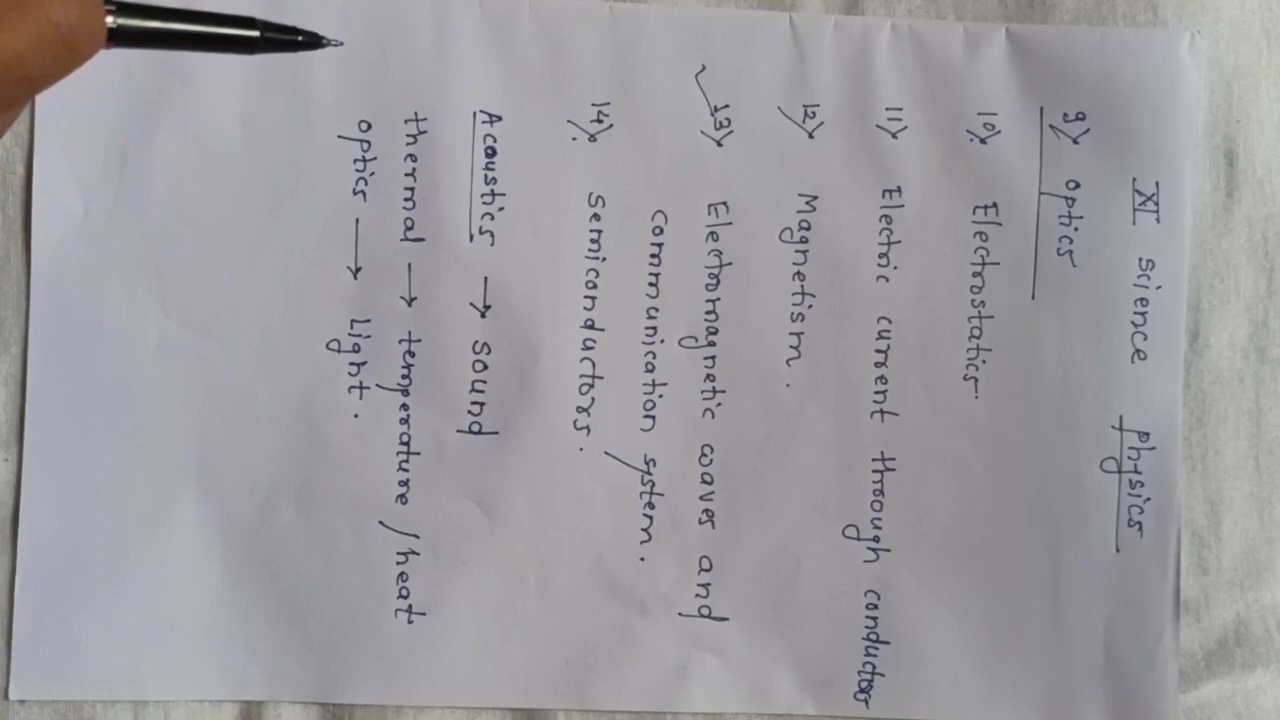 XI science physics
9) optics
10) Electrostatics.
11) Electric current through conductors
12) Magnetism.
13) Electromagnetic waves and
communication system.
14) semiconductors.
Acoustics → sound
thermal → temperature/heat
optics → Light.